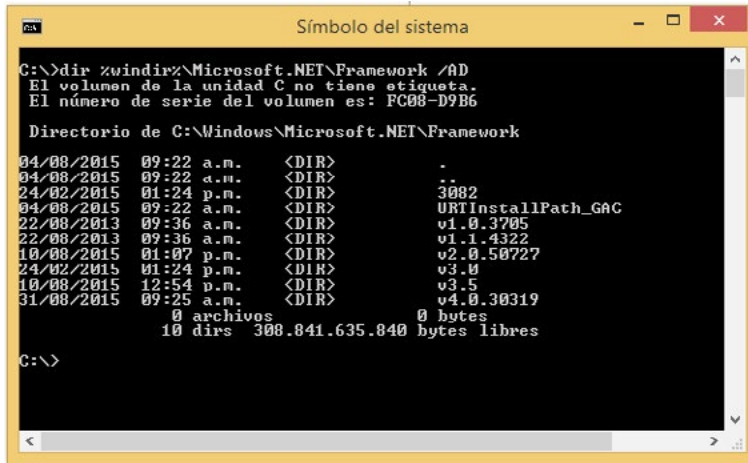 Símbolo del sistema
C:\>dir %windir%\Microsoft.NET\Framework /AD
El volumen de la unidad C no tiene etiqueta.
El número de serie del volumen es: FC08-D9B6
Directorio de C:\Windows\Microsoft.NET\Framework
04/08/2015 09:22 a.m. <DIR> .
04/08/2015 09:22 a.m. <DIR> ..
24/02/2015 01:24 p.m. <DIR> 3082
04/08/2015 09:22 a.m. <DIR> URTInstallPath_GAC
22/08/2013 09:36 a.m. <DIR> v1.0.3705
22/08/2013 09:36 a.m. <DIR> v1.1.4322
10/08/2015 01:07 p.m. <DIR> v2.0.50727
24/02/2015 01:24 p.m. <DIR> v3.0
10/08/2015 12:54 p.m. <DIR> v3.5
31/08/2015 09:25 a.m. <DIR> v4.0.30319
0 archivos 0 bytes
10 dirs 308.841.635.840 bytes libres
C:\>